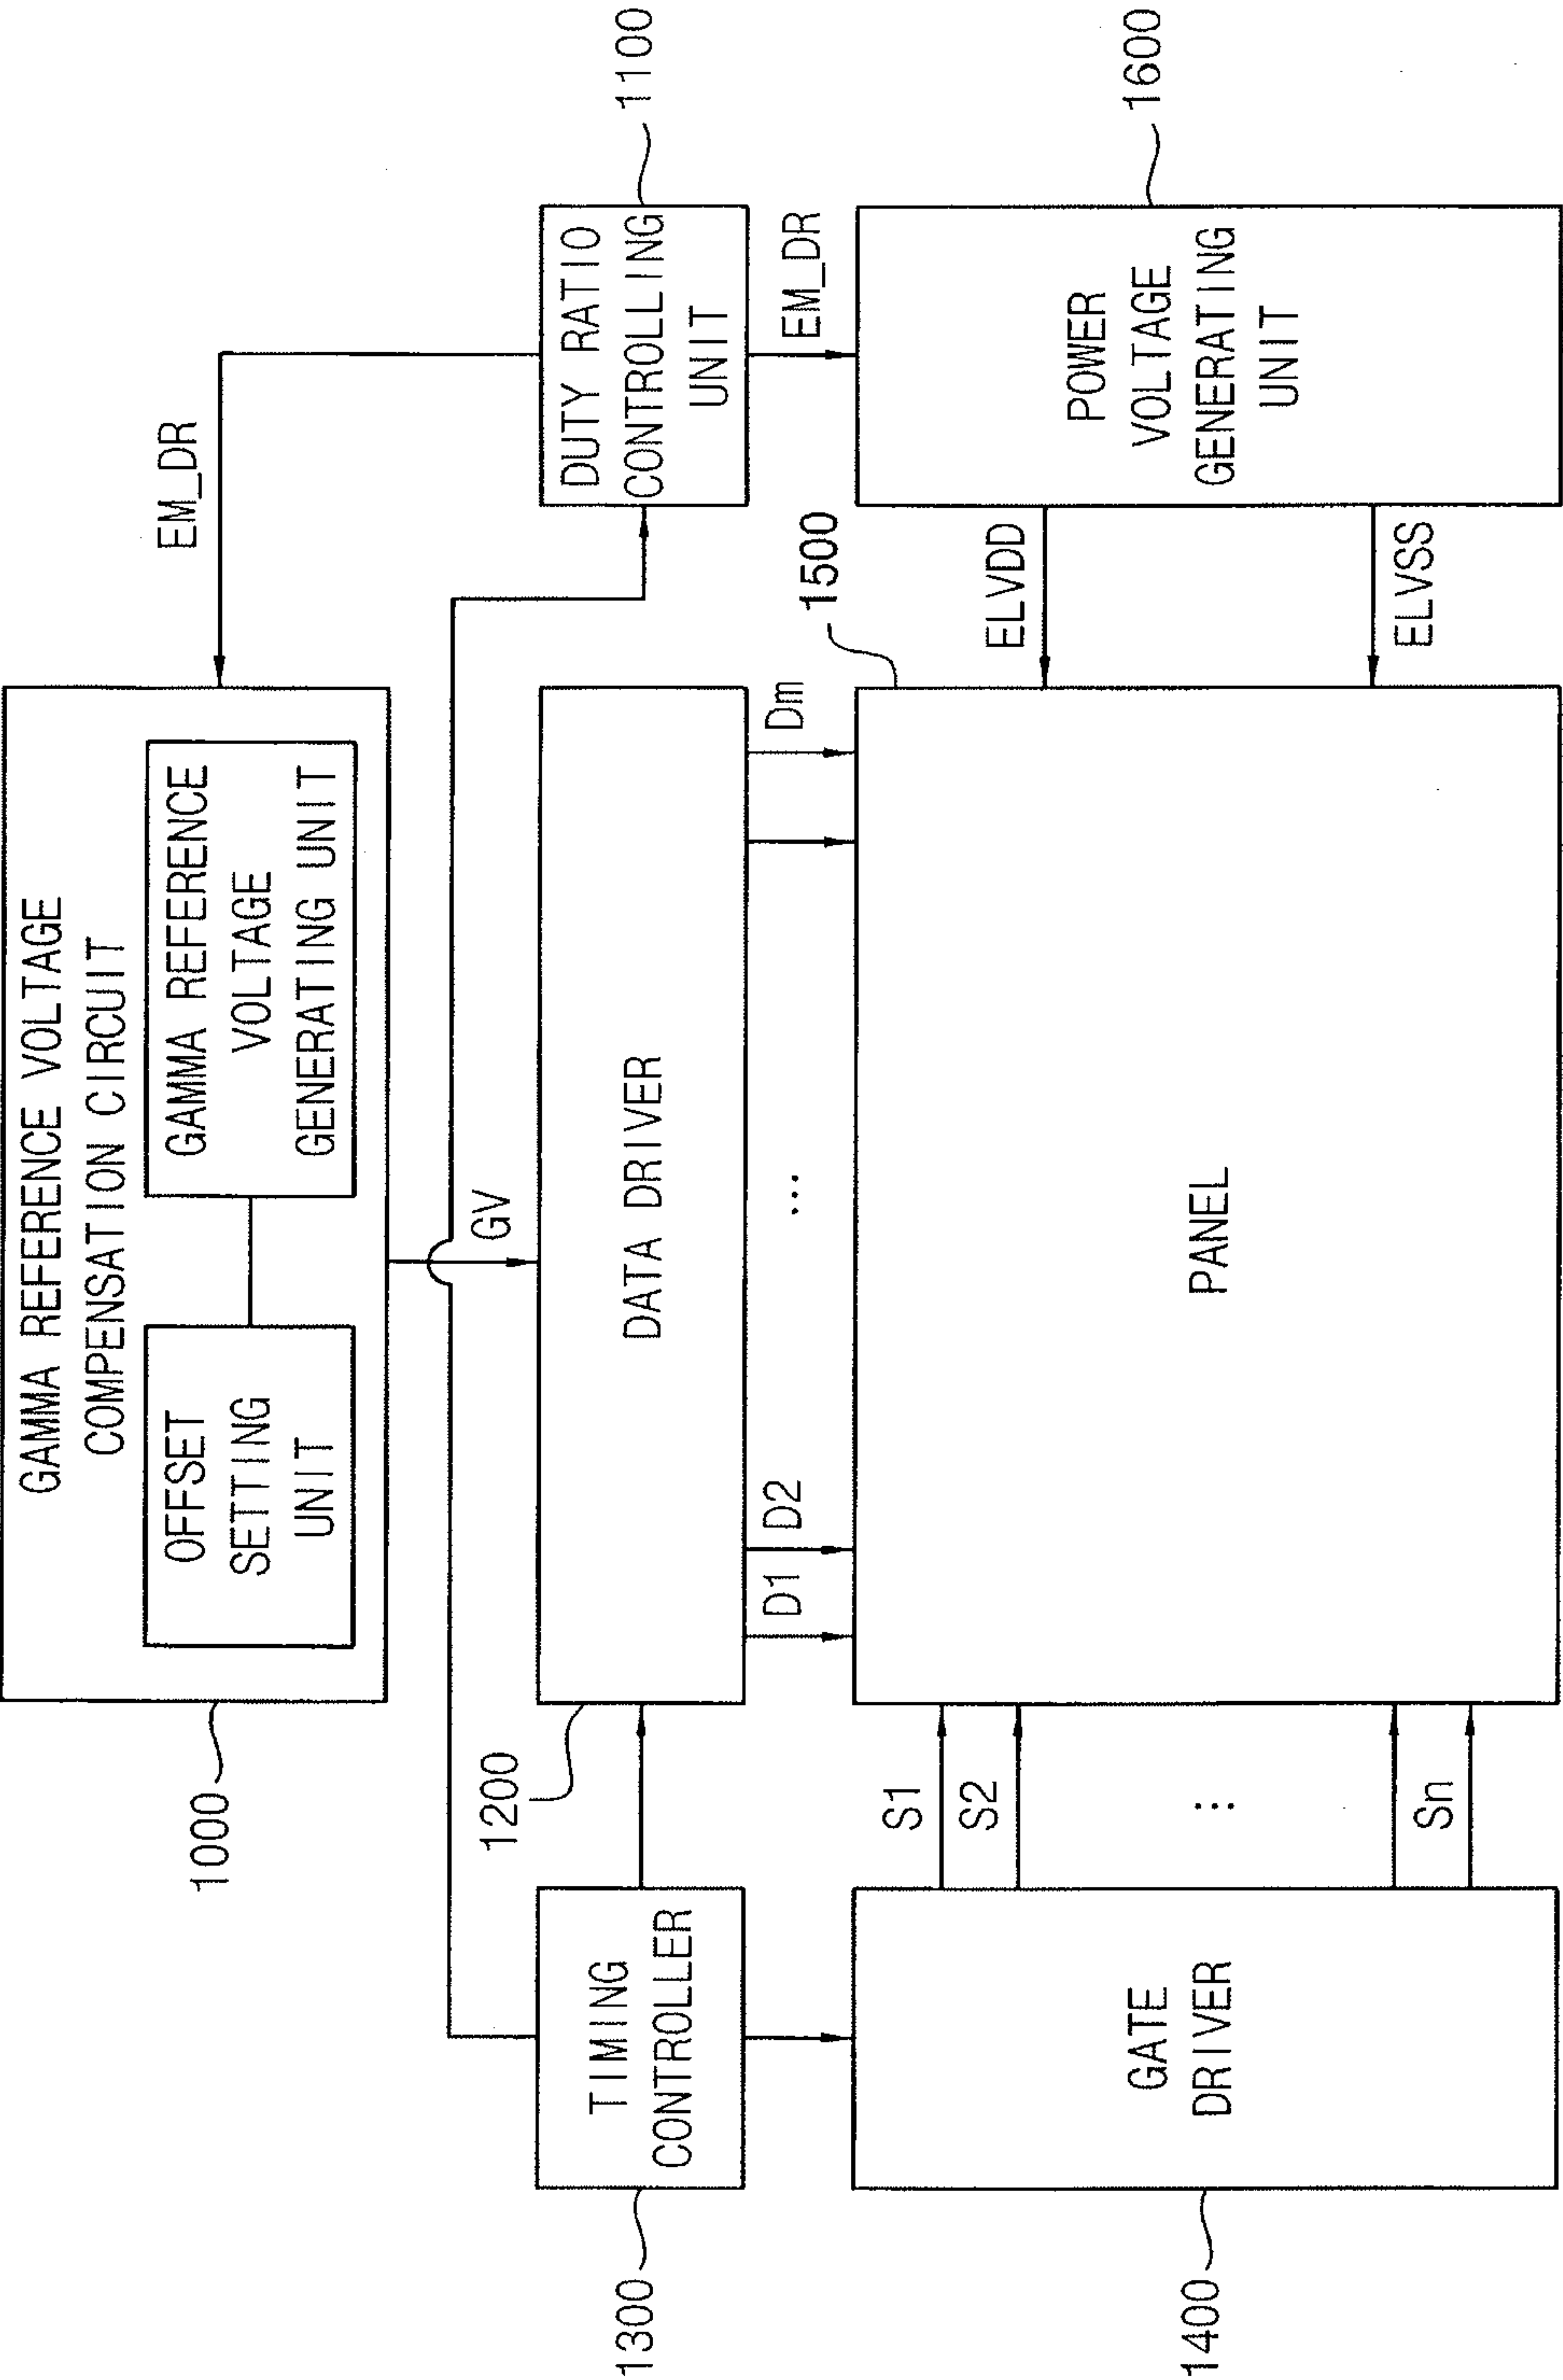 GAMMA REFERENCE VOLTAGE
COMPENSATION CIRCUIT
OFFSET
SETTING
UNIT
GAMMA REFERENCE
VOLTAGE
GENERATING UNIT
1000
EM_DR
GV
1300
TIMING
CONTROLLER
1200
DATA DRIVER
DUTY RATIO
CONTROLLING
UNIT
1100
D1
D2
...
Dm
EM_DR
1500
1400
GATE
DRIVER
S1
S2
...
Sn
PANEL
ELVDD
ELVSS
POWER
VOLTAGE
GENERATING
UNIT
1600